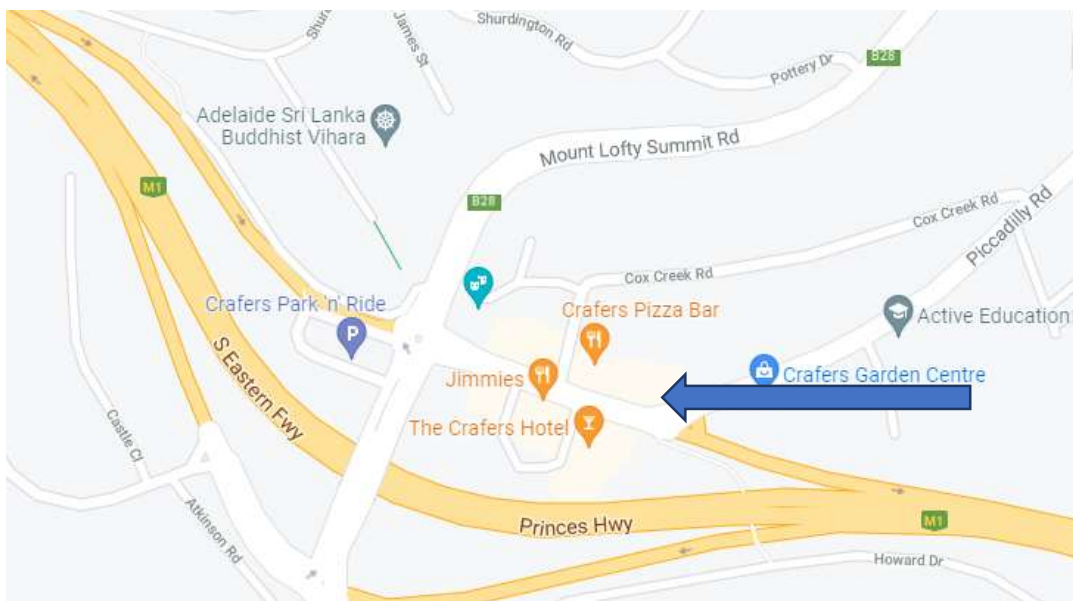 Shurdington Rd
James St
B28
Pottery Dr
Adelaide Sri Lanka
Buddhist Vihara
Mount Lofty Summit Rd
M1
B28
Cox Creek Rd
Piccadilly Rd
Cox Creek Rd
Crafers Park 'n' Ride
P
Crafers Pizza Bar
Active Education
S Eastern Fwy
Jimmies
Crafers Garden Centre
Castle Ct
The Crafers Hotel
Princes Hwy
M1
Atkinson Rd
Howard Dr